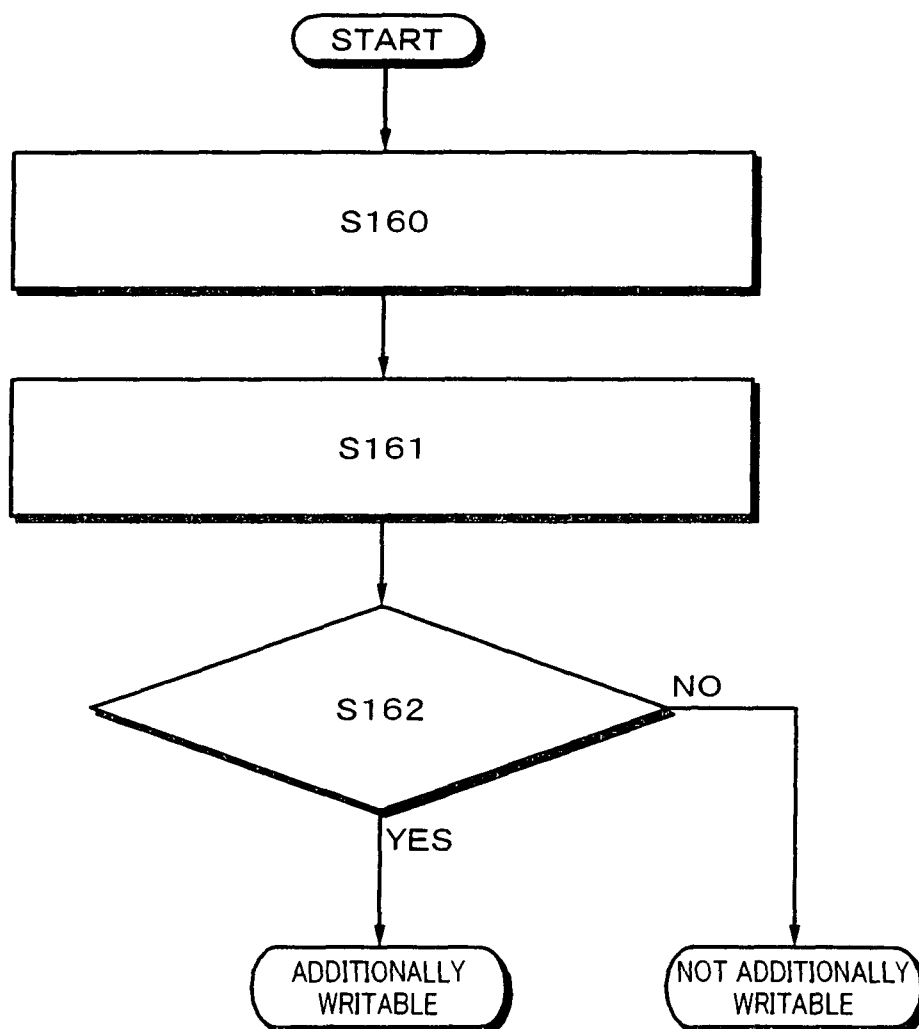 START
S160
S161
S162
NO
YES
ADDITIONALLY
WRITABLE
NOT ADDITIONALLY
WRITABLE